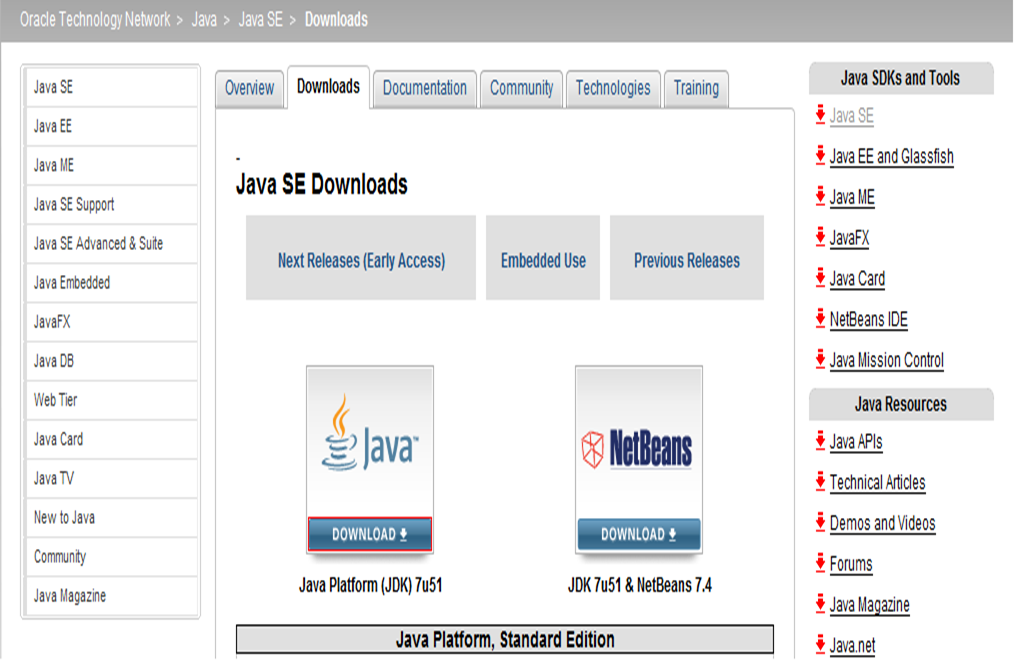 Oracle Technology Network > Java > Java SE > Downloads
Java SE
Java EE
Java ME
Java SE Support
Java SE Advanced & Suite
Java Embedded
JavaFX
Java DB
Web Tier
Java Card
Java TV
New to Java
Community
Java Magazine
Overview
Downloads
Documentation
Community
Technologies
Training
-
Java SE Downloads
Next Releases (Early Access)
Embedded Use
Previous Releases
Java™
DOWNLOAD
Java Platform (JDK) 7u51
NetBeans
DOWNLOAD
JDK 7u51 & NetBeans 7.4
Java Platform, Standard Edition
Java SDKs and Tools
Java SE
Java EE and Glassfish
Java ME
JavaFX
Java Card
NetBeans IDE
Java Mission Control
Java Resources
Java APIs
Technical Articles
Demos and Videos
Forums
Java Magazine
Java.net